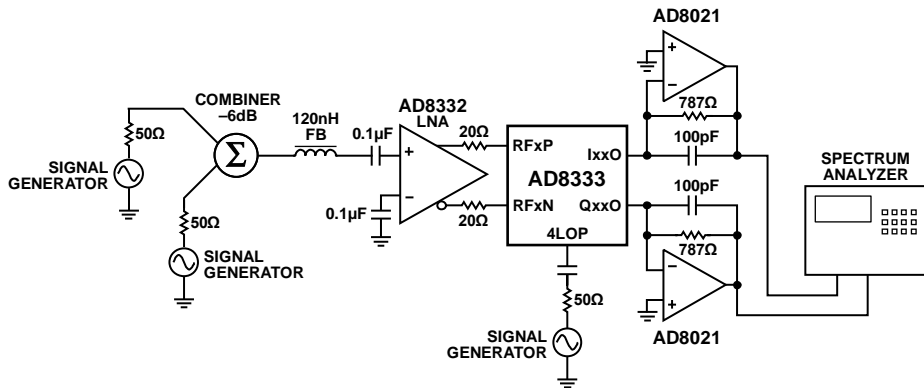 AD8021
COMBINER
–6dB
120nH
FB
AD8332
LNA
787Ω
50Ω
0.1µF
20Ω
100pF
Σ
+
–
RFxP
IxxO
SPECTRUM
ANALYZER
SIGNAL
GENERATOR
AD8333
100pF
0.1µF
20Ω
RFxN
QxxO
50Ω
4LOP
787Ω
SIGNAL
GENERATOR
50Ω
–
+
SIGNAL
GENERATOR
AD8021
+
–